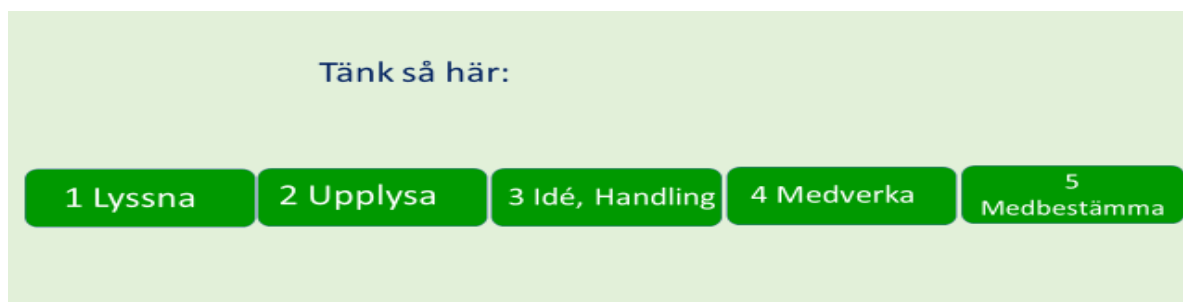 Tänk så här:
1 Lyssna
2 Upplysa
3 Idé, Handling
4 Medverka
5
Medbestämma